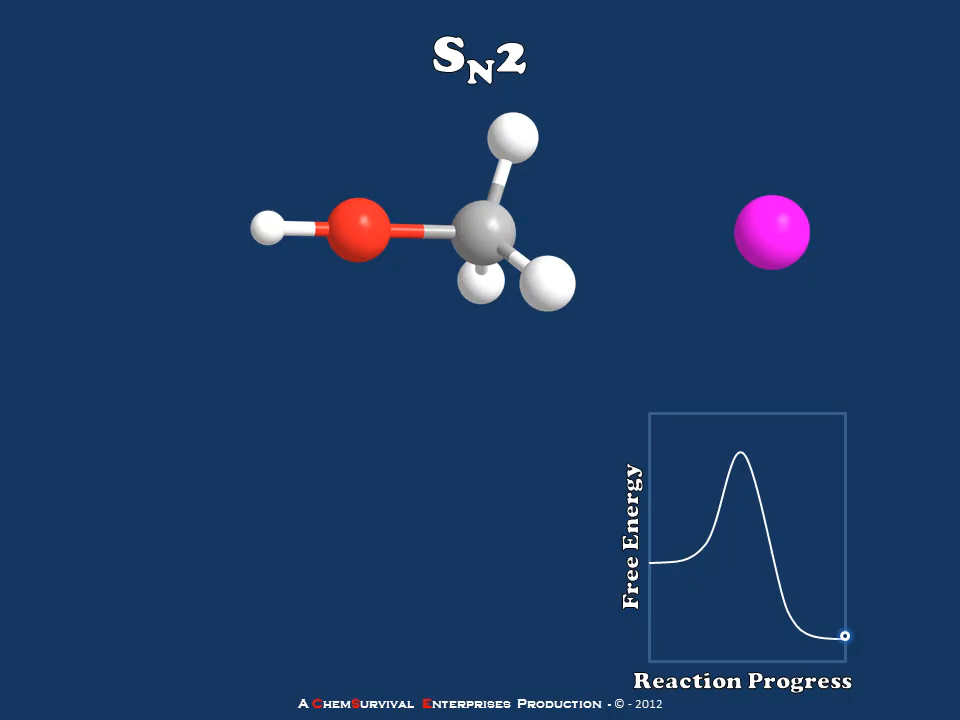 SN2
Free Energy
Reaction Progress
A ChemSurvival Enterprises Production - © - 2012